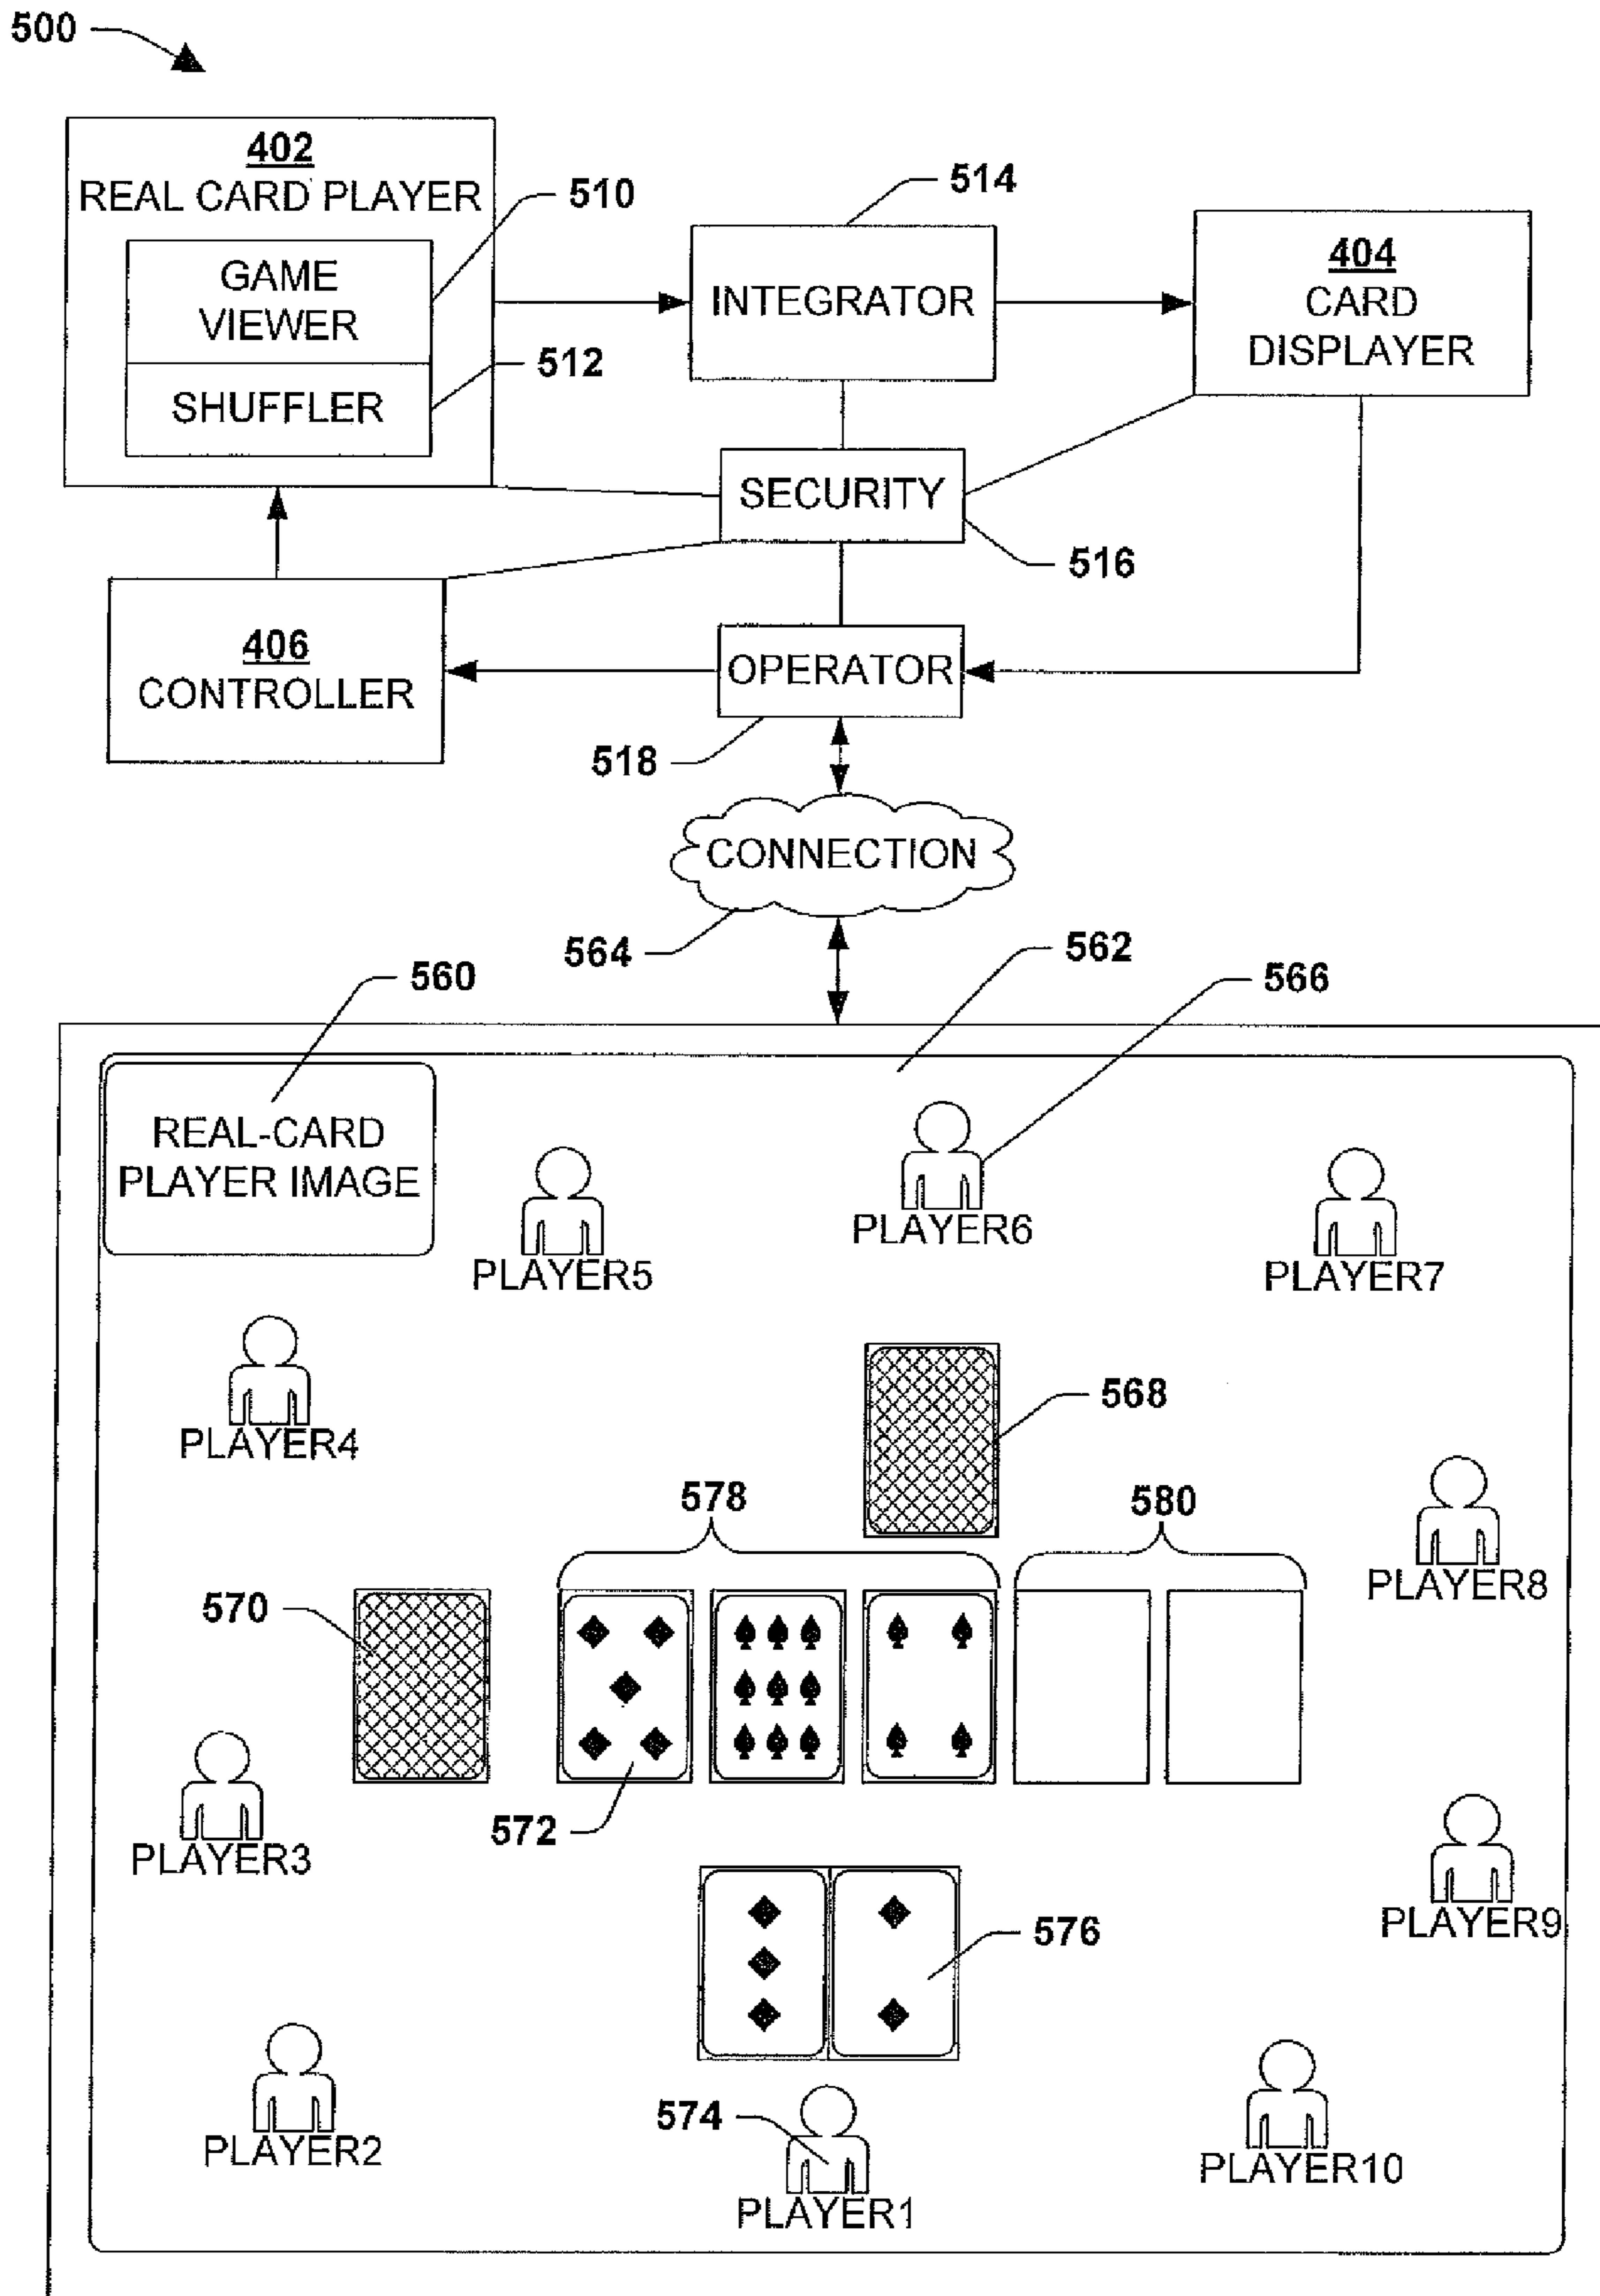 500
402
REAL CARD PLAYER
510
GAME
VIEWER
512
SHUFFLER
514
INTEGRATOR
404
CARD
DISPLAYER
SECURITY
516
406
CONTROLLER
OPERATOR
518
CONNECTION
564
562
560
566
REAL-CARD
PLAYER IMAGE
PLAYER5
PLAYER6
PLAYER7
PLAYER4
568
578
580
PLAYER8
570
572
PLAYER3
576
PLAYER9
PLAYER2
574
PLAYER1
PLAYER10